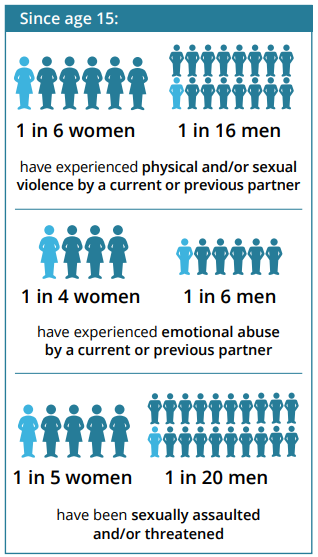 Since age 15:
1 in 6 women
1 in 16 men
have experienced physical and/or sexual
violence by a current or previous partner
1 in 4 women
1 in 6 men
have experienced emotional abuse
by a current or previous partner
1 in 5 women
1 in 20 men
have been sexually assaulted
and/or threatened